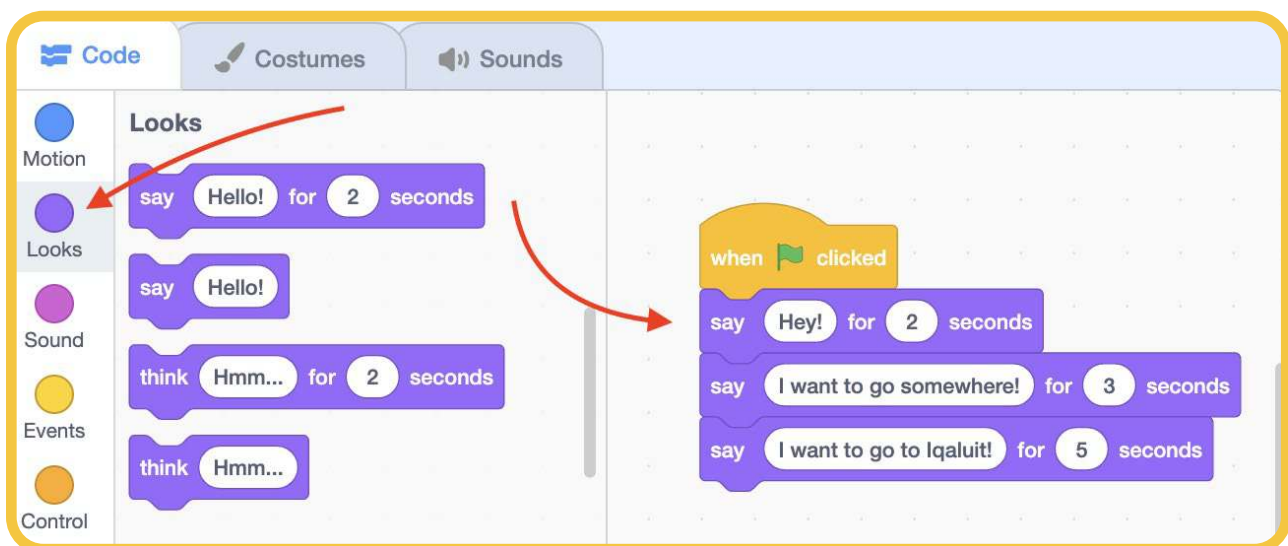 Code
Costumes
Sounds
Motion
Looks
Sound
Events
Control
Looks
say Hello! for 2 seconds
say Hello!
think Hmm... for 2 seconds
think Hmm...
when clicked
say Hey! for 2 seconds
say I want to go somewhere! for 3 seconds
say I want to go to Iqaluit! for 5 seconds